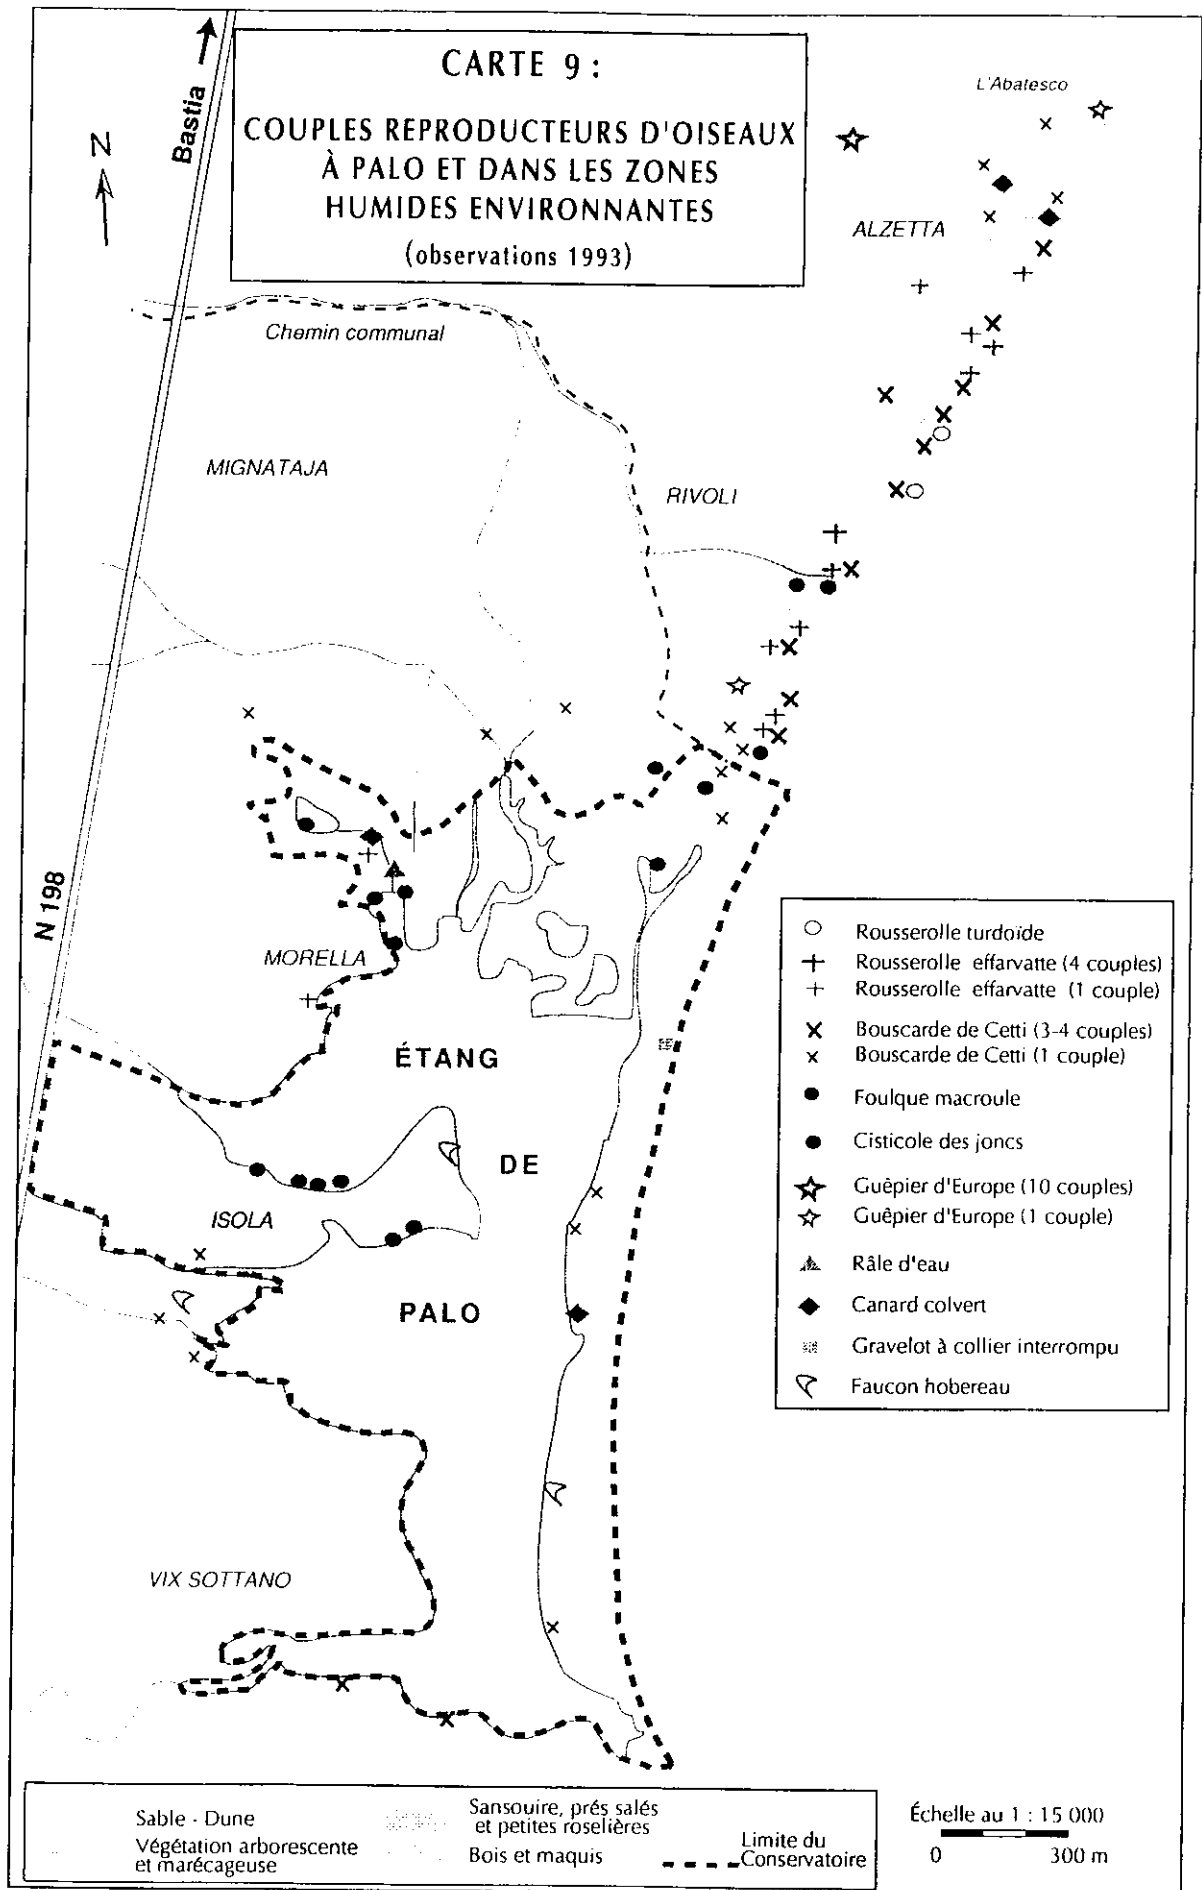 CARTE 9 :
COUPLES REPRODUCTEURS D'OISEAUX
À PALO ET DANS LES ZONES
HUMIDES ENVIRONNANTES
(observations 1993)
Bastia
N
L'Abatesco
ALZETTA
Chemin communal
MIGNATAJA
RIVOLI
N 198
MORELLA
ÉTANG
DE
PALO
ISOLA
VIX SOTTANO
Rousserolle turdoïde
Rousserolle effarvatte (4 couples)
Rousserolle effarvatte (1 couple)
Bouscarde de Cetti (3-4 couples)
Bouscarde de Cetti (1 couple)
Foulque macroule
Cisticole des joncs
Guêpier d'Europe (10 couples)
Guêpier d'Europe (1 couple)
Râle d'eau
Canard colvert
Gravelot à collier interrompu
Faucon hobereau
Sable - Dune
Végétation arborescente
et marécageuse
Sansouire, prés salés
et petites roselières
Bois et maquis
Limite du
Conservatoire
Échelle au 1 : 15 000
0 300 m